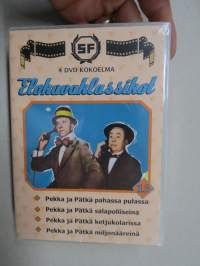 SF
4 DVD KOKOELMA
Elokuvaklassikot
1
Pekka ja Pätkä pahassa pulassa
Pekka ja Pätkä salapoliiseina
Pekka ja Pätkä ketjukolarissa
Pekka ja Pätkä miljonääreinä